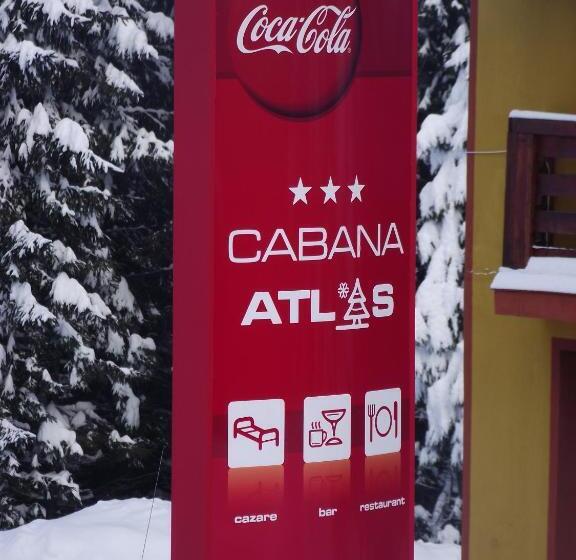 Coca-Cola
CABANA
ATLAS
cazare bar restaurant